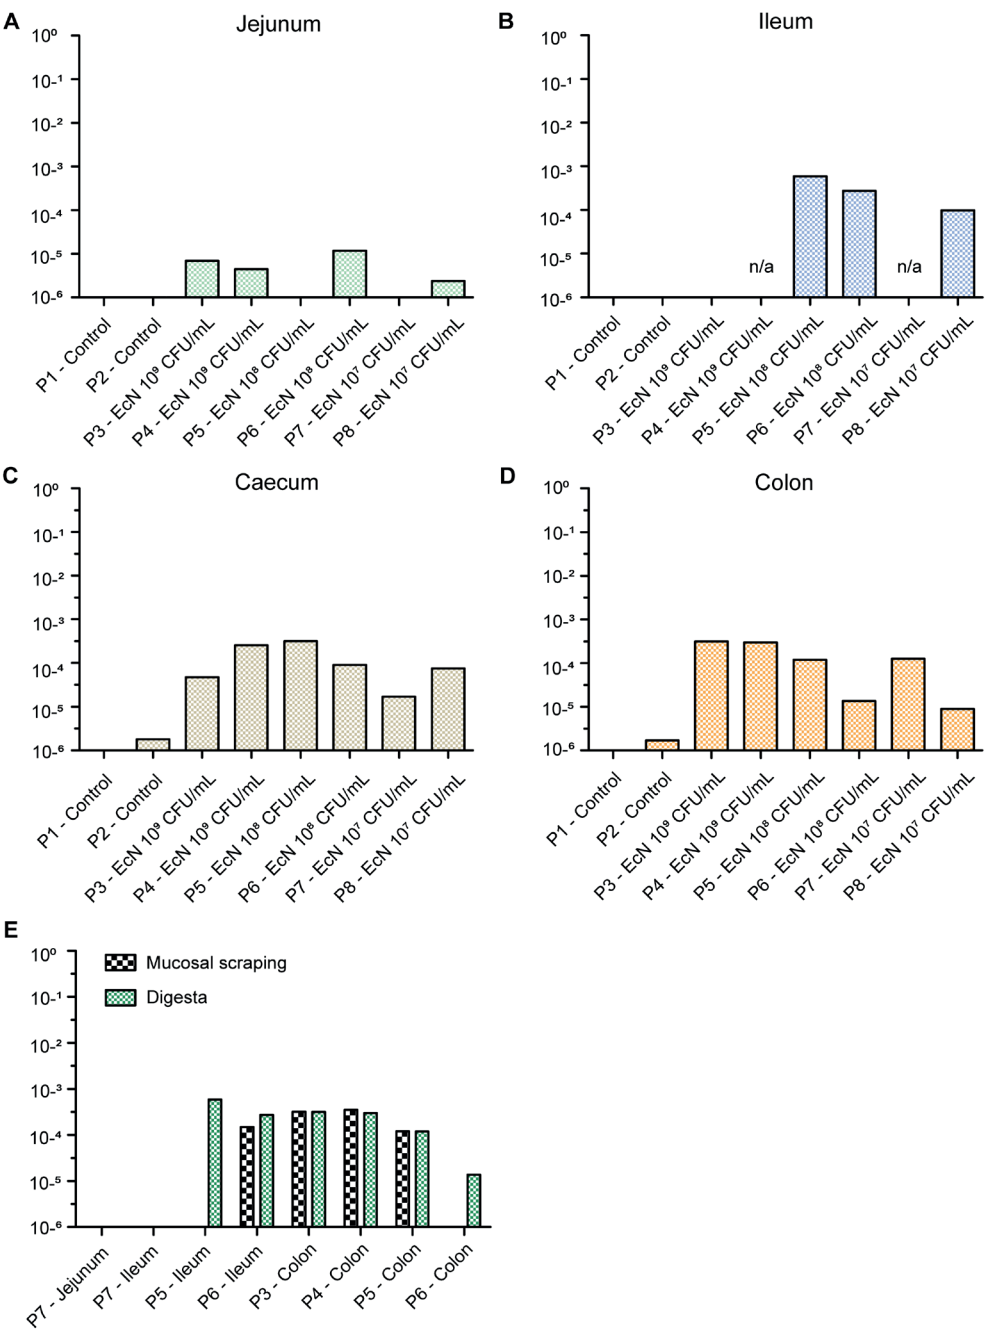 A
Jejunum
10⁰
10⁻¹
10⁻²
10⁻³
10⁻⁴
10⁻⁵
10⁻⁶
P1 - Control
P2 - Control
P3 - EcN 10⁹ CFU/mL
P4 - EcN 10⁹ CFU/mL
P5 - EcN 10⁸ CFU/mL
P6 - EcN 10⁸ CFU/mL
P7 - EcN 10⁷ CFU/mL
P8 - EcN 10⁷ CFU/mL
B
Ileum
10⁰
10⁻¹
10⁻²
10⁻³
10⁻⁴
10⁻⁵
10⁻⁶
n/a
n/a
P1 - Control
P2 - Control
P3 - EcN 10⁹ CFU/mL
P4 - EcN 10⁹ CFU/mL
P5 - EcN 10⁸ CFU/mL
P6 - EcN 10⁸ CFU/mL
P7 - EcN 10⁷ CFU/mL
P8 - EcN 10⁷ CFU/mL
C
Caecum
10⁰
10⁻¹
10⁻²
10⁻³
10⁻⁴
10⁻⁵
10⁻⁶
P1 - Control
P2 - Control
P3 - EcN 10⁹ CFU/mL
P4 - EcN 10⁹ CFU/mL
P5 - EcN 10⁸ CFU/mL
P6 - EcN 10⁸ CFU/mL
P7 - EcN 10⁷ CFU/mL
P8 - EcN 10⁷ CFU/mL
D
Colon
10⁰
10⁻¹
10⁻²
10⁻³
10⁻⁴
10⁻⁵
10⁻⁶
P1 - Control
P2 - Control
P3 - EcN 10⁹ CFU/mL
P4 - EcN 10⁹ CFU/mL
P5 - EcN 10⁸ CFU/mL
P6 - EcN 10⁸ CFU/mL
P7 - EcN 10⁷ CFU/mL
P8 - EcN 10⁷ CFU/mL
E
10⁰
10⁻¹
10⁻²
10⁻³
10⁻⁴
10⁻⁵
10⁻⁶
Mucosal scraping
Digesta
P7 - Jejunum
P7 - Ileum
P5 - Ileum
P6 - Ileum
P3 - Colon
P4 - Colon
P5 - Colon
P6 - Colon